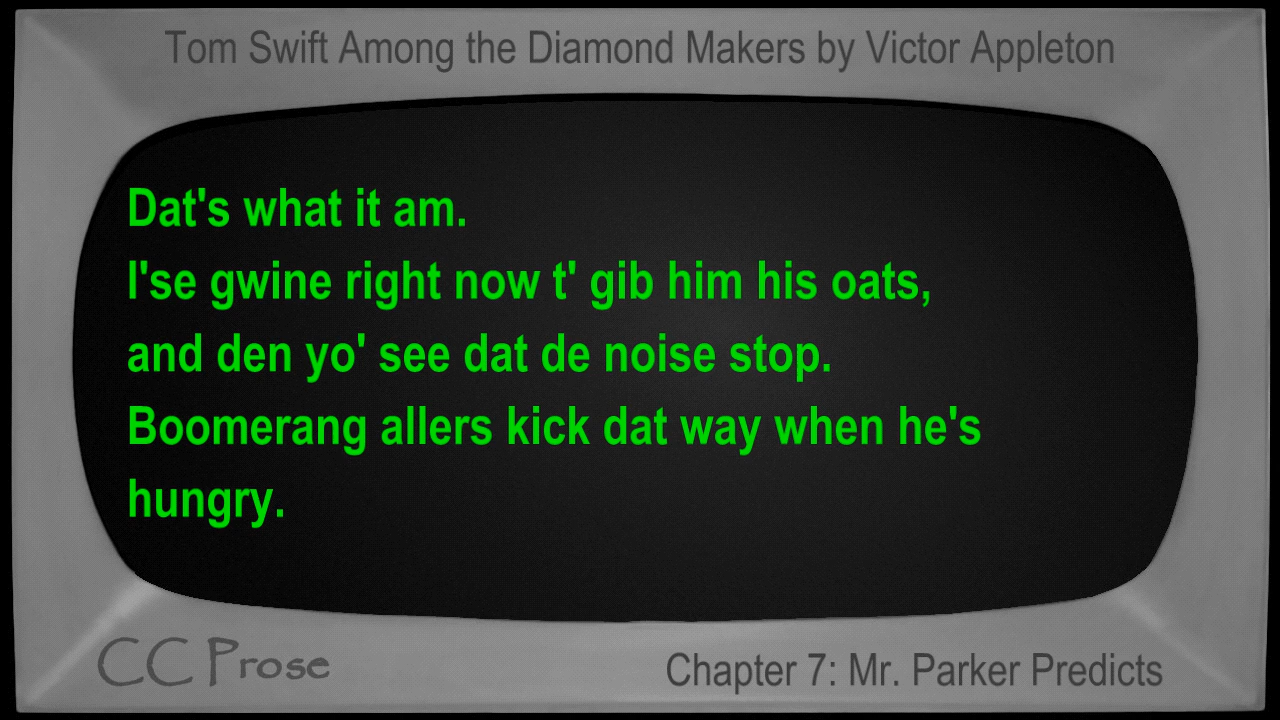 Tom Swift Among the Diamond Makers by Victor Appleton
Dat's what it am.
I'se gwine right now t' gib him his oats,
and den yo' see dat de noise stop.
Boomerang allers kick dat way when he's
hungry.
CC Prose
Chapter 7: Mr. Parker Predicts